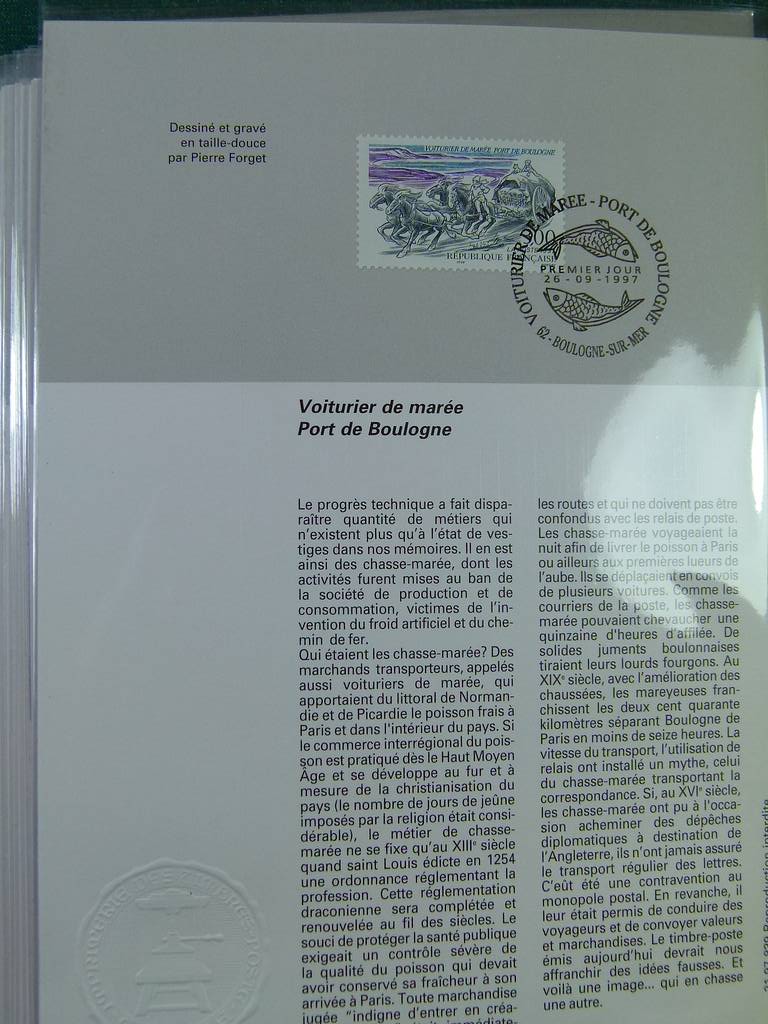 Dessiné et gravé
en taille-douce
par Pierre Forget
VOITURIER DE MARÉE PORT DE BOULOGNE
RÉPUBLIQUE FRANÇAISE
VOITURIER DE MAREE - PORT DE BOULOGNE
PREMIER JOUR
26 - 09 - 1997
62 - BOULOGNE-SUR-MER
Voiturier de marée
Port de Boulogne
Le progrès technique a fait dispa-
raître quantité de métiers qui
n'existent plus qu'à l'état de ves-
tiges dans nos mémoires. Il en est
ainsi des chasse-marée, dont les
activités furent mises au ban de
la société de production et de
consommation, victimes de l'in-
vention du froid artificiel et du che-
min de fer.
Qui étaient les chasse-marée? Des
marchands transporteurs, appelés
aussi voituriers de marée, qui
apportaient du littoral de Norman-
die et de Picardie le poisson frais à
Paris et dans l'intérieur du pays. Si
le commerce interrégional du pois-
son est pratiqué dès le Haut Moyen
Âge et se développe au fur et à
mesure de la christianisation du
pays (le nombre de jours de jeûne
imposés par la religion était consi-
dérable), le métier de chasse-
marée ne se fixe qu'au XIIIe siècle
quand saint Louis édicte en 1254
une ordonnance réglementant la
profession. Cette réglementation
draconienne sera complétée et
renouvelée au fil des siècles. Le
souci de protéger la santé publique
exigeait un contrôle sévère de
la qualité du poisson qui devait
avoir conservé sa fraîcheur à son
arrivée à Paris. Toute marchandise
jugée "indigne d'entrer en créa-
les routes et qui ne doivent pas être
confondus avec les relais de poste.
Les chasse-marée voyageaient la
nuit afin de livrer le poisson à Paris
ou ailleurs aux premières lueurs de
l'aube. Ils se déplaçaient en convois
de plusieurs voitures. Comme les
courriers de la poste, les chasse-
marée pouvaient chevaucher une
quinzaine d'heures d'affilée. De
solides juments boulonnaises
tiraient leurs lourds fourgons. Au
XIXe siècle, avec l'amélioration des
chaussées, les mareyeuses fran-
chissent les deux cent quarante
kilomètres séparant Boulogne de
Paris en moins de seize heures. La
vitesse du transport, l'utilisation de
relais ont installé un mythe, celui
du chasse-marée transportant la
correspondance. Si, au XVIe siècle,
les chasse-marée ont pu à l'occa-
sion acheminer des dépêches
diplomatiques à destination de
l'Angleterre, ils n'ont jamais assuré
le transport régulier des lettres.
C'eût été une contravention au
monopole postal. En revanche, il
leur était permis de conduire des
voyageurs et de convoyer valeurs
et marchandises. Le timbre-poste
émis aujourd'hui devrait nous
affranchir des idées fausses. Et
voilà une image... qui en chasse
une autre.
Reproduction interdite